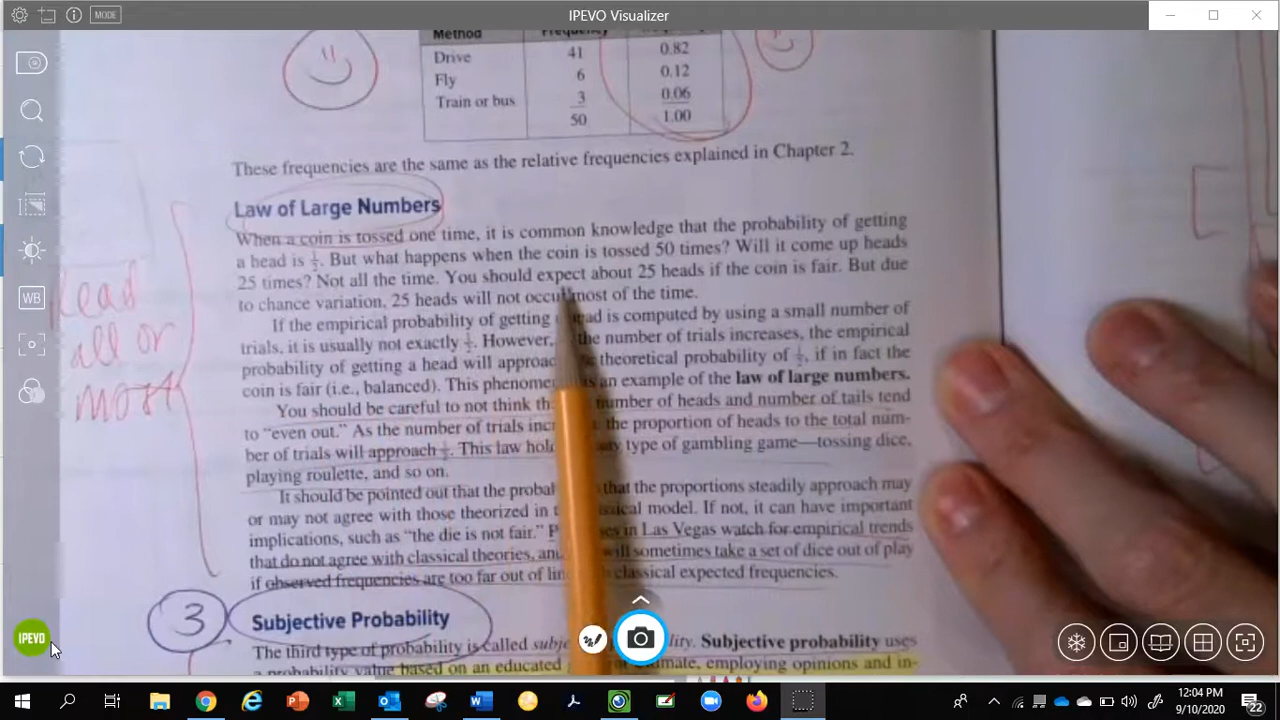 IPEVO Visualizer
MODE
Method Frequency
Drive 41 0.82
Fly 6 0.12
Train or bus 3 0.06
50 1.00
These frequencies are the same as the relative frequencies explained in Chapter 2.
Law of Large Numbers
When a coin is tossed one time, it is common knowledge that the probability of getting
a head is ½. But what happens when the coin is tossed 50 times? Will it come up heads
25 times? Not all the time. You should expect about 25 heads if the coin is fair. But due
to chance variation, 25 heads will not occur most of the time.
If the empirical probability of getting head is computed by using a small number of
trials, it is usually not exactly ½. However, the number of trials increases, the empirical
probability of getting a head will approach theoretical probability of ½, if in fact the
coin is fair (i.e., balanced). This phenomenon is an example of the law of large numbers.
You should be careful to not think number of heads and number of tails tend
to “even out.” As the number of trials the proportion of heads to the total num-
ber of trials will approach ½. This law type of gambling game—tossing dice,
playing roulette, and so on.
It should be pointed out that the that the proportions steadily approach may
or may not agree with those theorized in model. If not, it can have important
implications, such as “the die is not fair.” in Las Vegas watch for empirical trends
that do not agree with classical theories, and will sometimes take a set of dice out of play
if observed frequencies are too far out of classical expected frequencies.
Read
all or
most
3
Subjective Probability
The third type of probability is called Subjective probability uses
a probability value based on an educated estimate, employing opinions and in-
WB
IPEVO
12:04 PM
9/10/2020
22